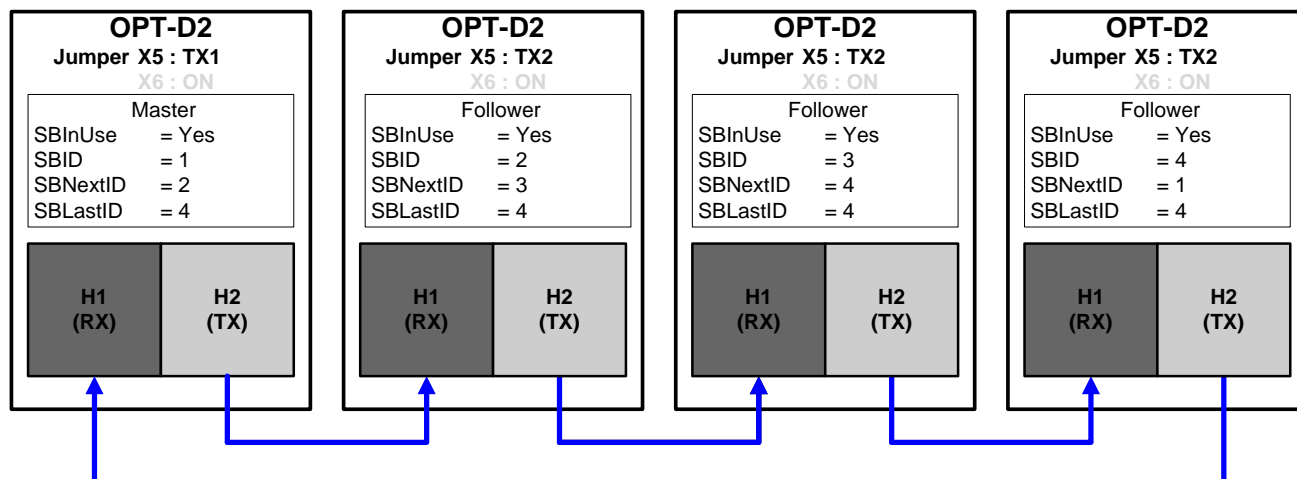 OPT-D2
Jumper X5 : TX1
X6 : ON
Master
SBInUse = Yes
SBID = 1
SBNextID = 2
SBLastID = 4
H1
(RX)
H2
(TX)
OPT-D2
Jumper X5 : TX2
X6 : ON
Follower
SBInUse = Yes
SBID = 2
SBNextID = 3
SBLastID = 4
H1
(RX)
H2
(TX)
OPT-D2
Jumper X5 : TX2
X6 : ON
Follower
SBInUse = Yes
SBID = 3
SBNextID = 4
SBLastID = 4
H1
(RX)
H2
(TX)
OPT-D2
Jumper X5 : TX2
X6 : ON
Follower
SBInUse = Yes
SBID = 4
SBNextID = 1
SBLastID = 4
H1
(RX)
H2
(TX)